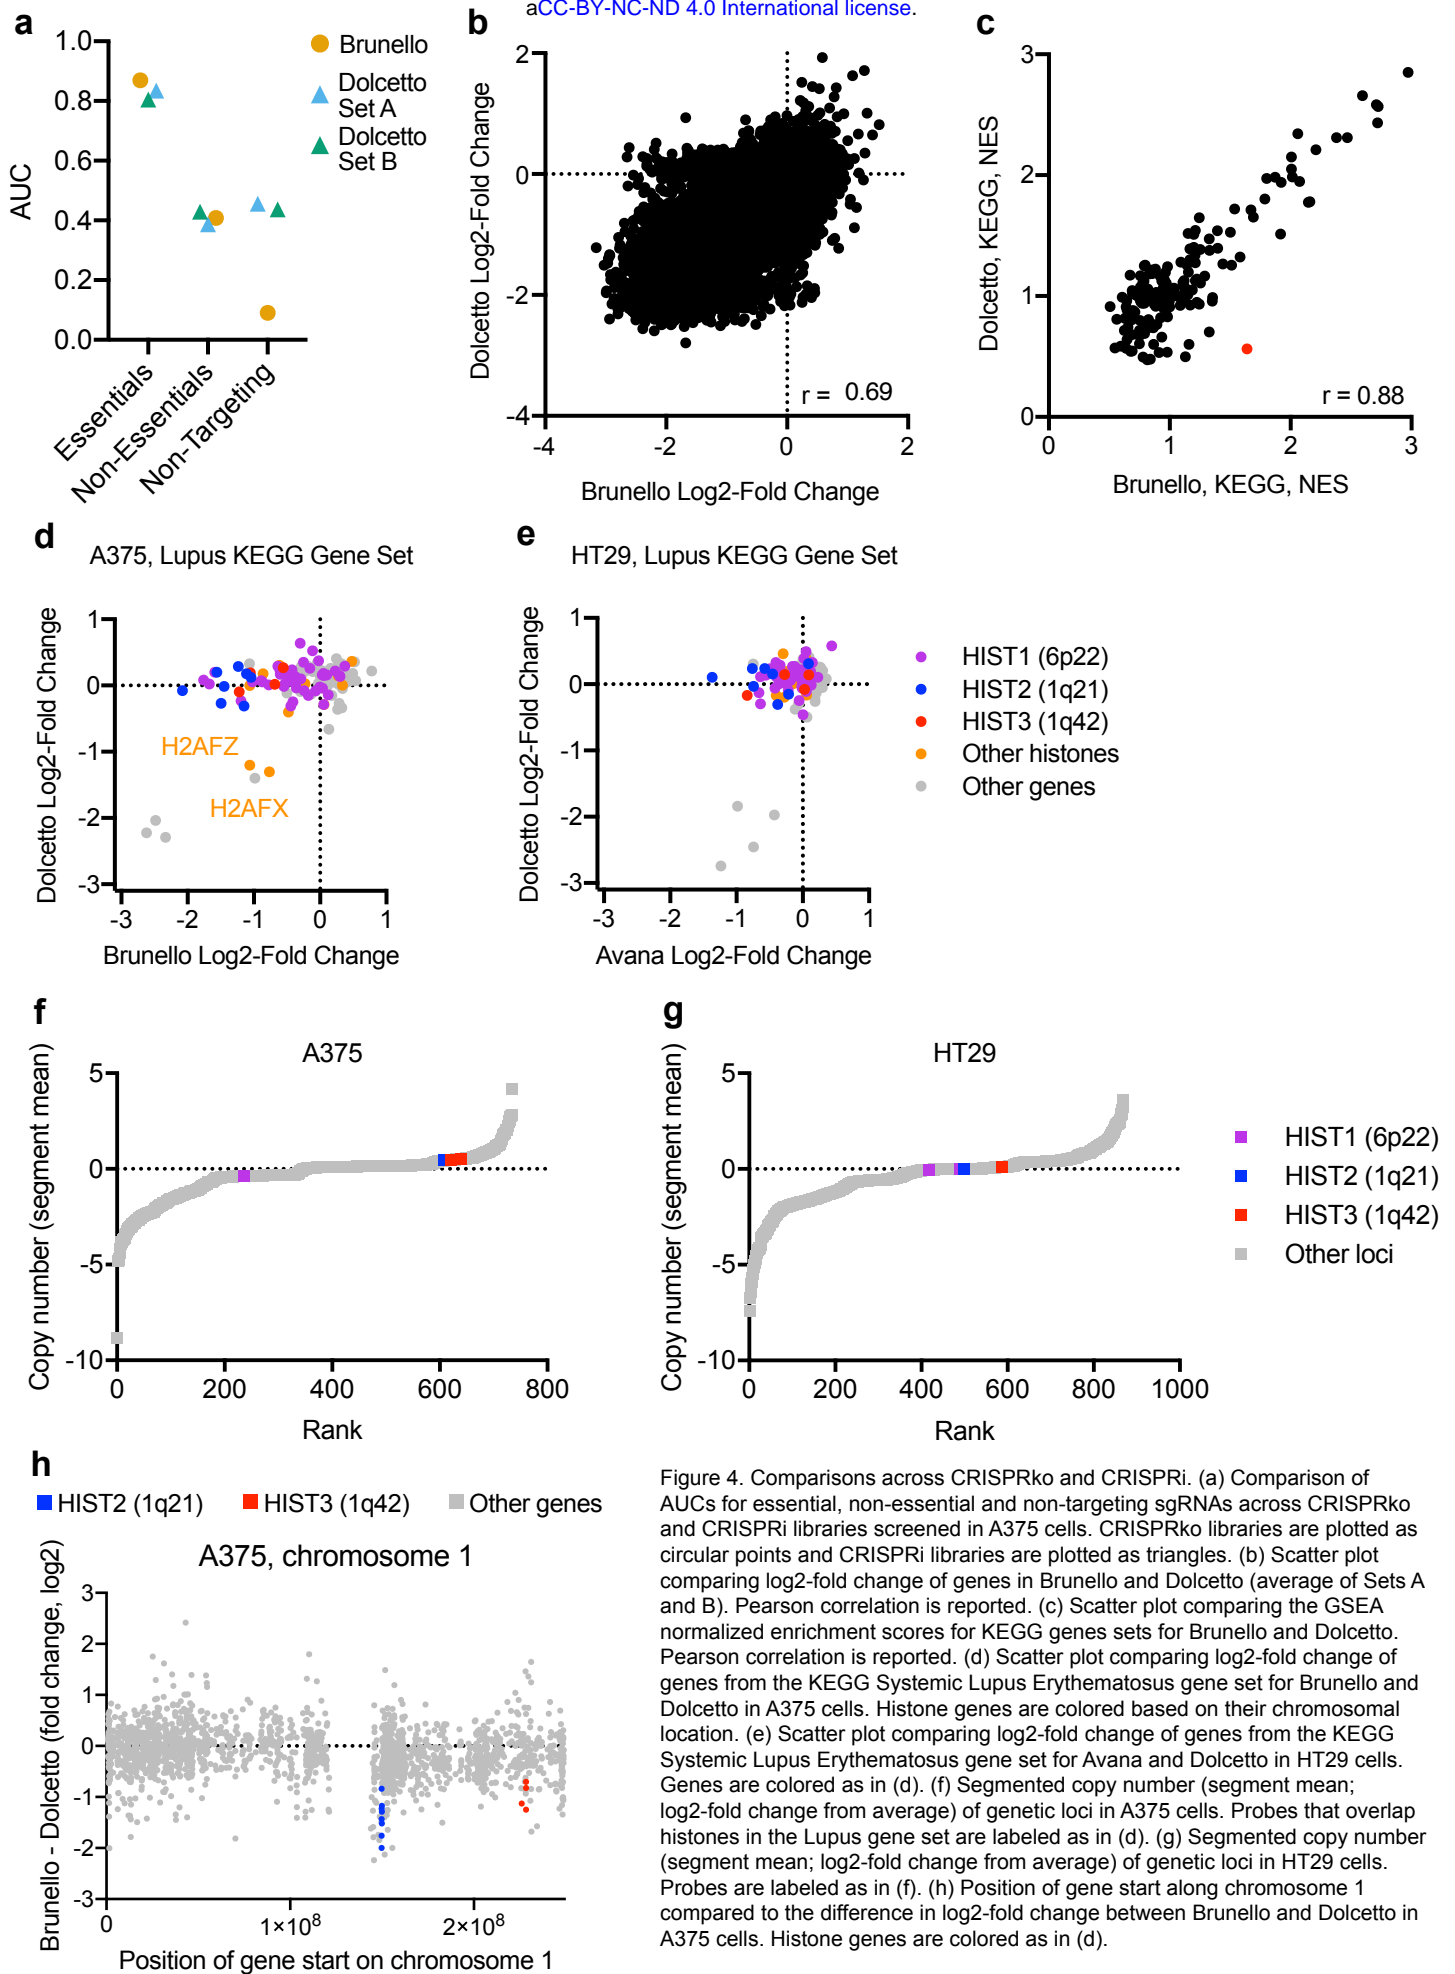 aCC-BY-NC-ND 4.0 International license.
a
1.0
0.8
0.6
0.4
0.2
0.0
AUC
Essentials
Non-Essentials
Non-Targeting
Brunello
Dolcetto
Set A
Dolcetto
Set B
b
2
0
-2
-4
Dolcetto Log2-Fold Change
r = 0.69
-4
-2
0
2
Brunello Log2-Fold Change
c
3
2
1
0
Dolcetto, KEGG, NES
r = 0.88
0
1
2
3
Brunello, KEGG, NES
d
A375, Lupus KEGG Gene Set
1
0
-1
-2
-3
Dolcetto Log2-Fold Change
H2AFZ
H2AFX
-3
-2
-1
0
1
Brunello Log2-Fold Change
e
HT29, Lupus KEGG Gene Set
1
0
-1
-2
-3
Dolcetto Log2-Fold Change
-3
-2
-1
0
1
Avana Log2-Fold Change
HIST1 (6p22)
HIST2 (1q21)
HIST3 (1q42)
Other histones
Other genes
f
A375
5
0
-5
-10
Copy number (segment mean)
0
200
400
600
800
Rank
g
HT29
5
0
-5
-10
Copy number (segment mean)
0
200
400
600
800
1000
Rank
HIST1 (6p22)
HIST2 (1q21)
HIST3 (1q42)
Other loci
h
HIST2 (1q21)
HIST3 (1q42)
Other genes
A375, chromosome 1
3
2
1
0
-1
-2
-3
Brunello - Dolcetto (fold change, log2)
0
1•10⁸
2•10⁸
Position of gene start on chromosome 1
Figure 4. Comparisons across CRISPRko and CRISPRi. (a) Comparison of
AUCs for essential, non-essential and non-targeting sgRNAs across CRISPRko
and CRISPRi libraries screened in A375 cells. CRISPRko libraries are plotted as
circular points and CRISPRi libraries are plotted as triangles. (b) Scatter plot
comparing log2-fold change of genes in Brunello and Dolcetto (average of Sets A
and B). Pearson correlation is reported. (c) Scatter plot comparing the GSEA
normalized enrichment scores for KEGG genes sets for Brunello and Dolcetto.
Pearson correlation is reported. (d) Scatter plot comparing log2-fold change of
genes from the KEGG Systemic Lupus Erythematosus gene set for Brunello and
Dolcetto in A375 cells. Histone genes are colored based on their chromosomal
location. (e) Scatter plot comparing log2-fold change of genes from the KEGG
Systemic Lupus Erythematosus gene set for Avana and Dolcetto in HT29 cells.
Genes are colored as in (d). (f) Segmented copy number (segment mean;
log2-fold change from average) of genetic loci in A375 cells. Probes that overlap
histones in the Lupus gene set are labeled as in (d). (g) Segmented copy number
(segment mean; log2-fold change from average) of genetic loci in HT29 cells.
Probes are labeled as in (f). (h) Position of gene start along chromosome 1
compared to the difference in log2-fold change between Brunello and Dolcetto in
A375 cells. Histone genes are colored as in (d).